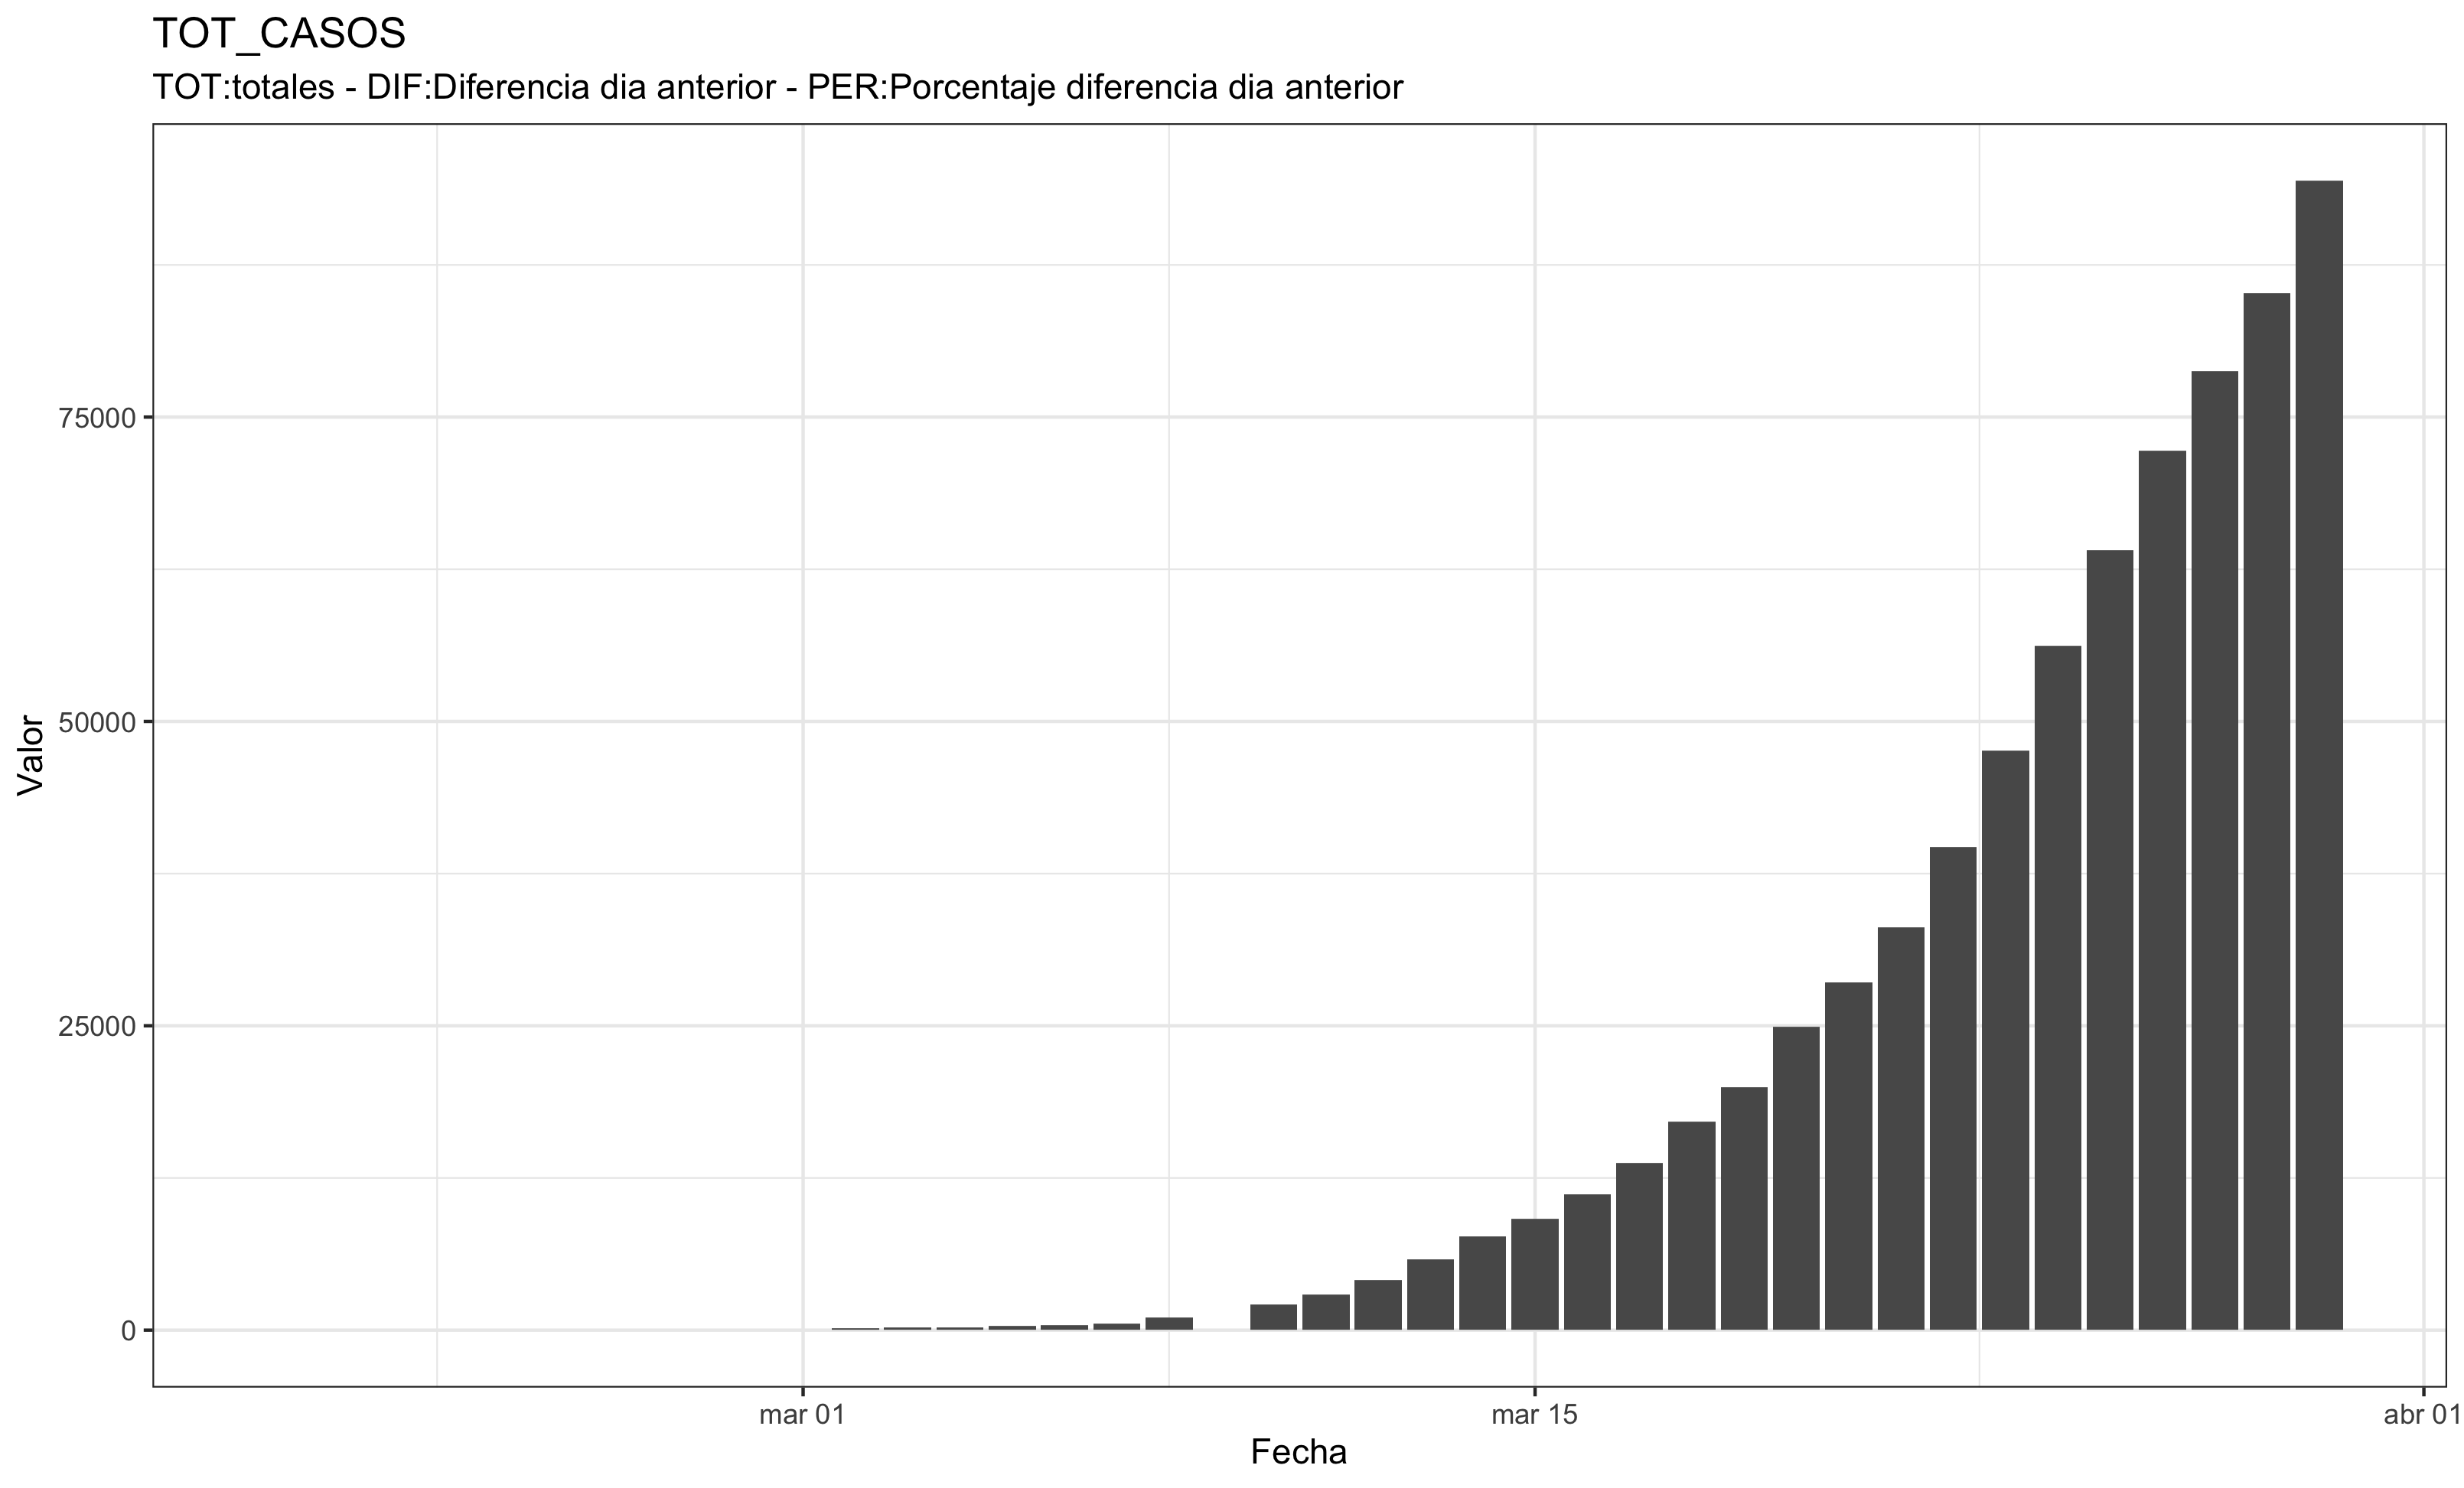 TOT_CASOS
TOT:totales - DIF:Diferencia dia anterior - PER:Porcentaje diferencia dia anterior
Valor
75000
50000
25000
0
mar 01
mar 15
abr 01
Fecha